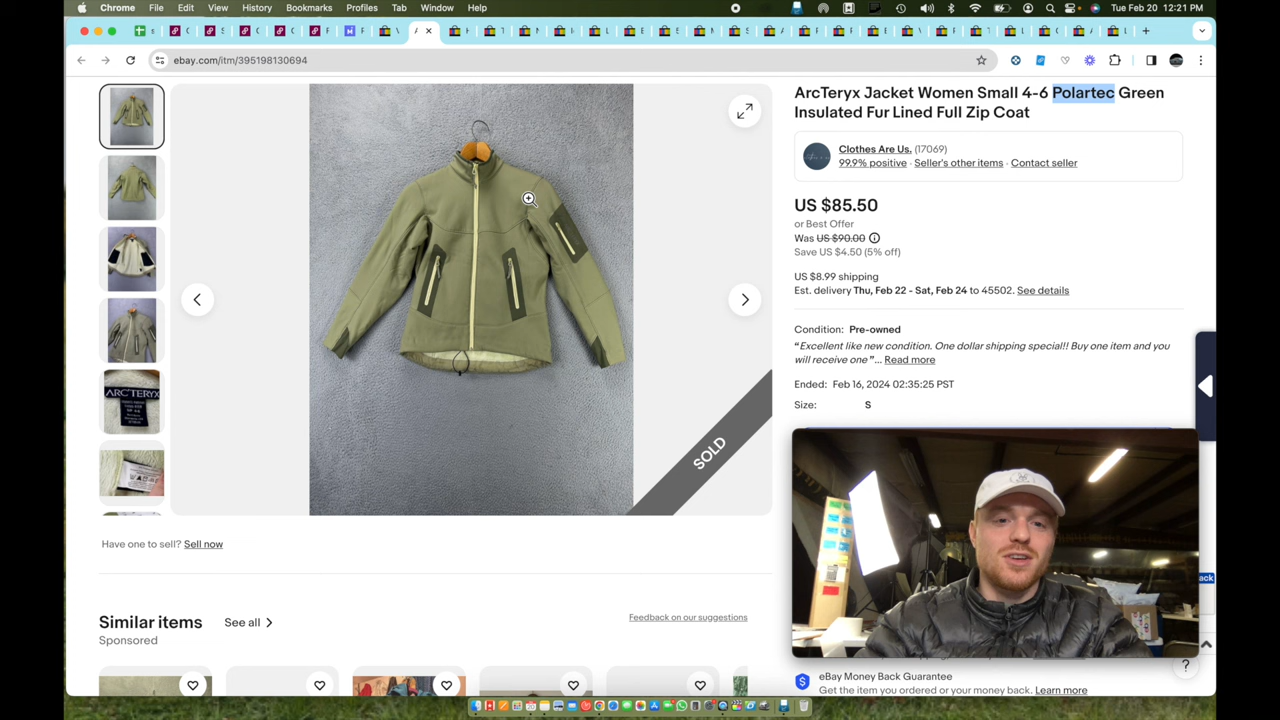 Chrome File Edit View History Bookmarks Profiles Tab Window Help Tue Feb 20 12:21 PM
ebay.com/itm/395198130694
ArcTeryx Jacket Women Small 4-6 Polartec Green
Insulated Fur Lined Full Zip Coat
Clothes Are Us. (17069)
99.9% positive Seller's other items Contact seller
US $85.50
or Best Offer
Was US $90.00
Save US $4.50 (5% off)
US $8.99 shipping
Est. delivery Thu, Feb 22 - Sat, Feb 24 to 45502. See details
Condition: Pre-owned
“Excellent like new condition. One dollar shipping special!! Buy one item and you
will receive one” ... Read more
Ended: Feb 16, 2024 02:35:25 PST
Size: S
ARC'TERYX
SOLD
Have one to sell? Sell now
Similar items See all
Sponsored
Feedback on our suggestions
ack
?
eBay Money Back Guarantee
Get the item you ordered or your money back. Learn more